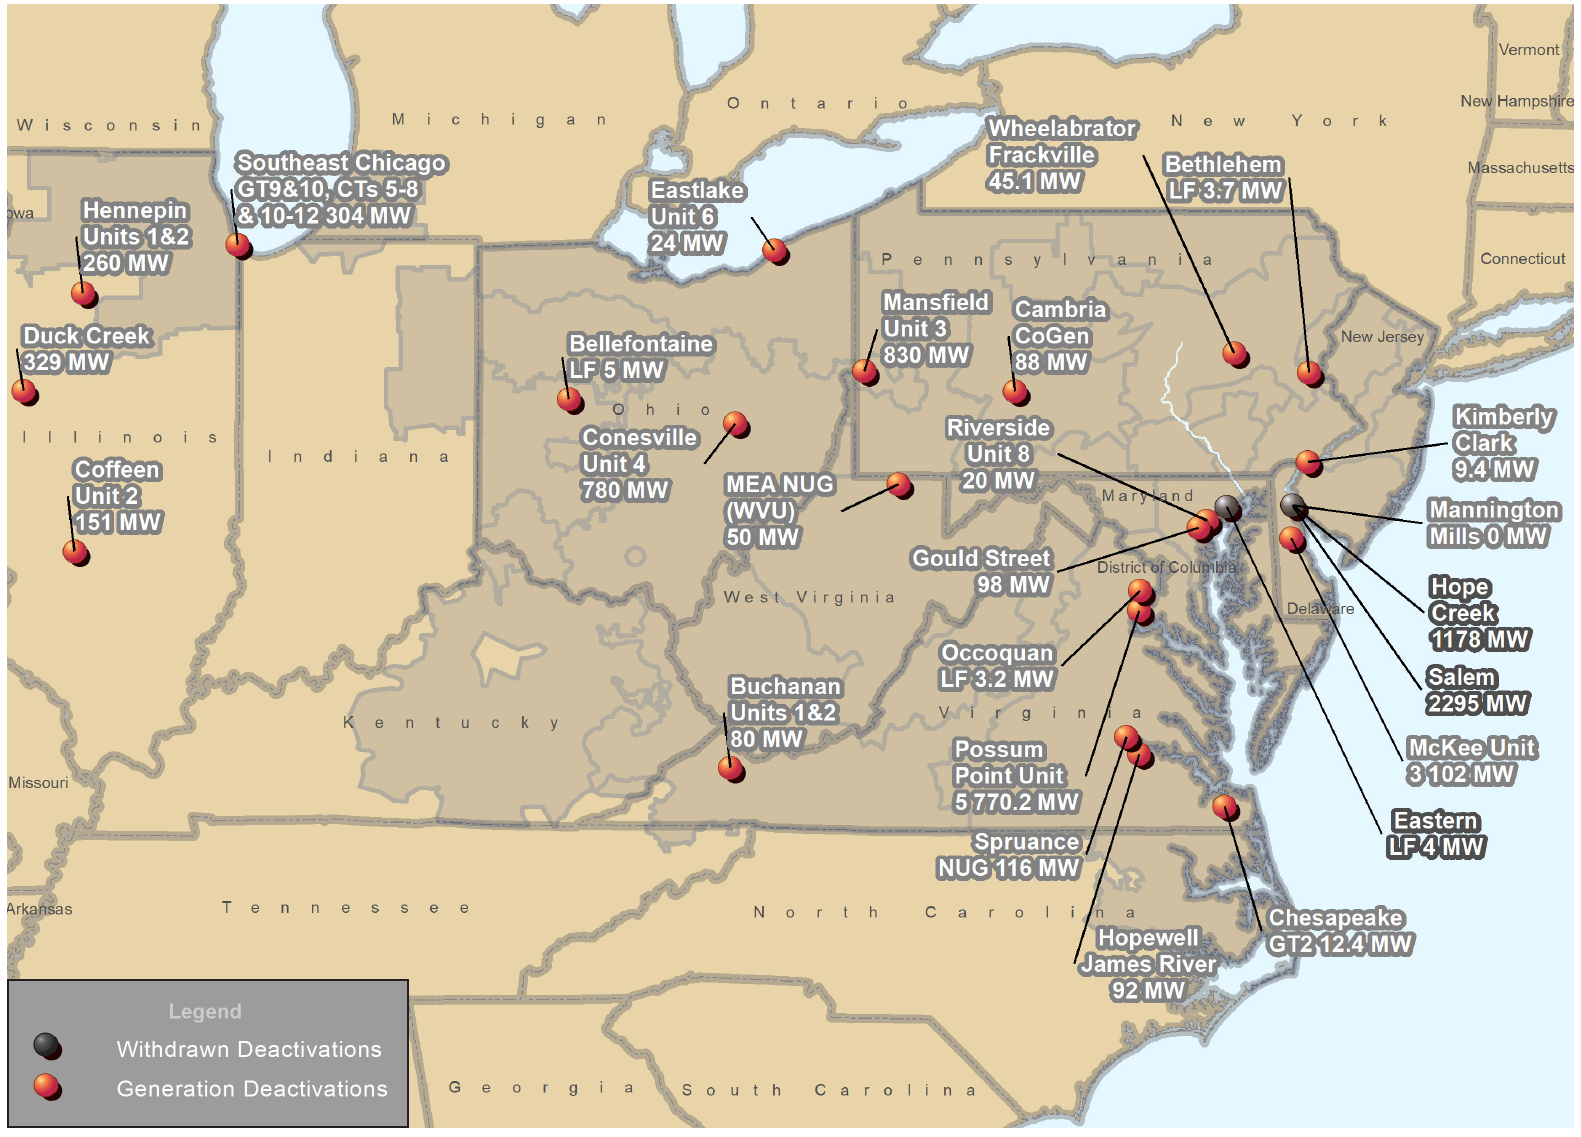 Vermont
New Hampshire
Massachusetts
Connecticut
Wisconsin
Michigan
Ontario
New York
Wheelabrator
Frackville
45.1 MW
Bethlehem
LF 3.7 MW
Southeast Chicago
GT9&10, CTs 5-8
& 10-12 304 MW
Eastlake
Unit 6
24 MW
owa
Hennepin
Units 1&2
260 MW
Pennsylvania
Duck Creek
329 MW
Bellefontaine
LF 5 MW
Mansfield
Unit 3
830 MW
Cambria
CoGen
88 MW
New Jersey
Ohio
Illinois
Indiana
Conesville
Unit 4
780 MW
Riverside
Unit 8
20 MW
Kimberly
Clark
9.4 MW
Coffeen
Unit 2
151 MW
MEA NUG
(WVU)
50 MW
Maryland
Mannington
Mills 0 MW
Gould Street
98 MW
District of Columbia
Hope
Creek
1178 MW
West Virginia
Delaware
Occoquan
LF 3.2 MW
Salem
2295 MW
Buchanan
Units 1&2
80 MW
Kentucky
Virginia
Possum
Point Unit
5 770.2 MW
McKee Unit
3 102 MW
Missouri
Spruance
NUG 116 MW
Eastern
LF 4 MW
Arkansas
Tennessee
North Carolina
Hopewell
James River
92 MW
Chesapeake
GT2 12.4 MW
Georgia
South Carolina
Legend
Withdrawn Deactivations
Generation Deactivations